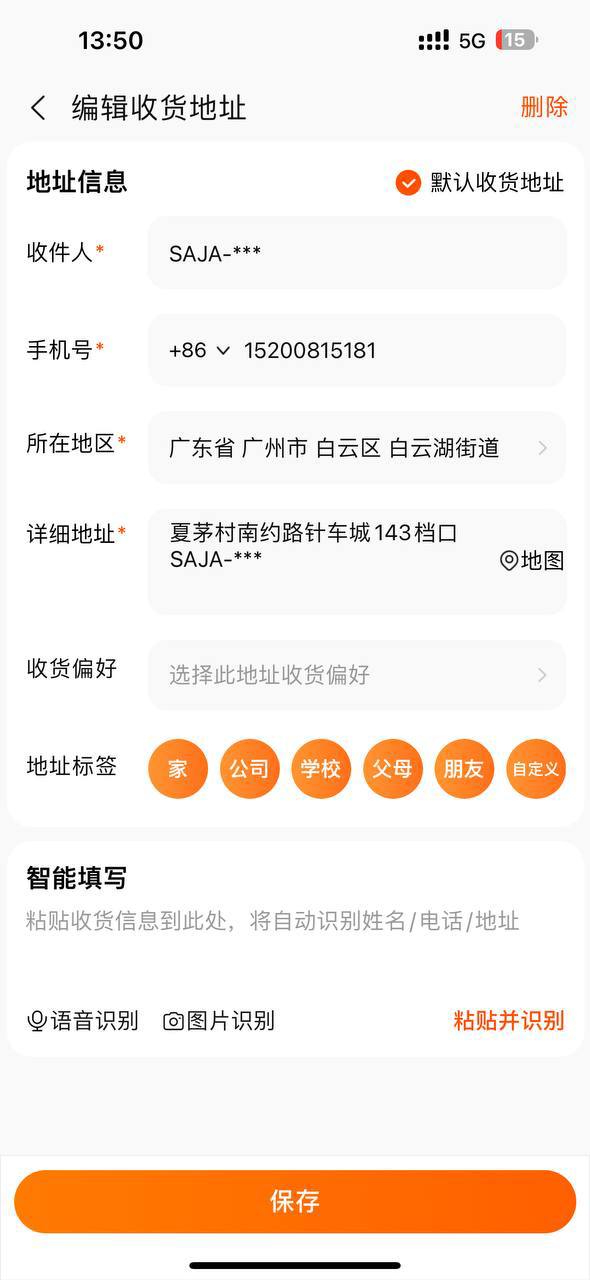 13:50 5G 15
编辑收货地址 删除
地址信息 默认收货地址
收件人* SAJA-***
手机号* +86 15200815181
所在地区* 广东省 广州市 白云区 白云湖街道
详细地址* 夏茅村南约路针车城143档口
SAJA-*** 地图
收货偏好 选择此地址收货偏好
地址标签 家 公司 学校 父母 朋友 自定义
智能填写
粘贴收货信息到此处，将自动识别姓名/电话/地址
语音识别 图片识别 粘贴并识别
保存